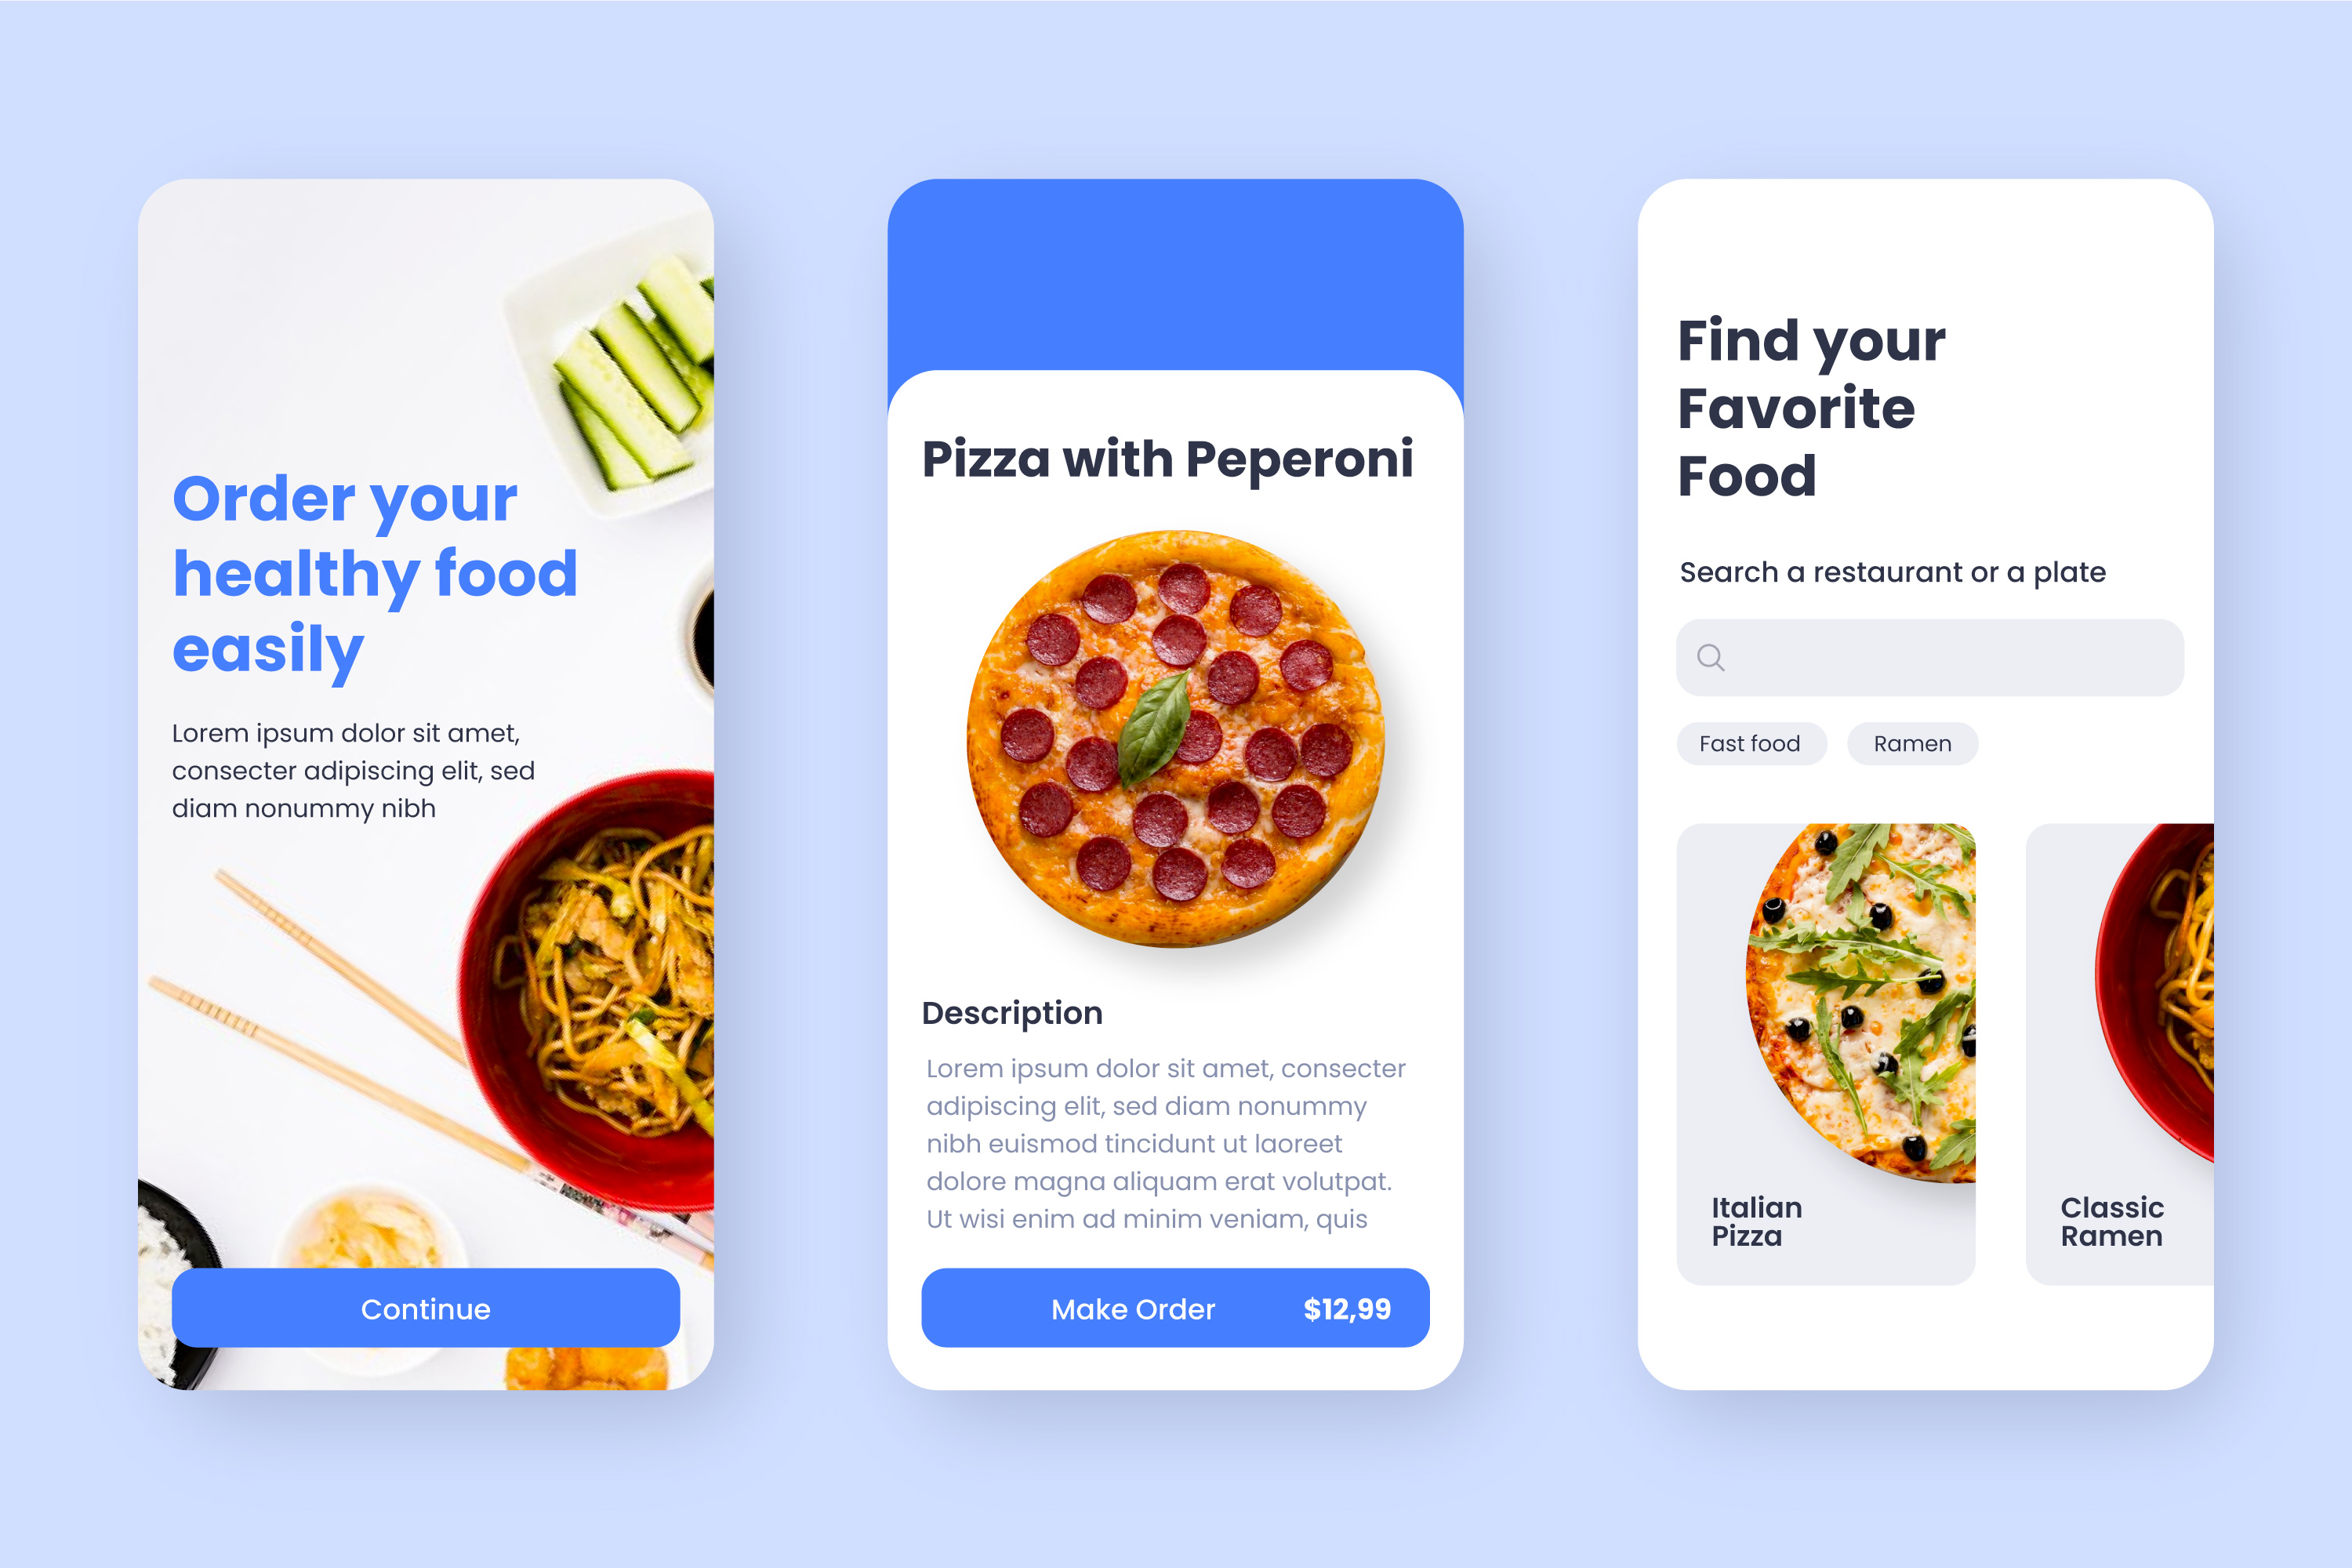 Order your
healthy food
easily
Lorem ipsum dolor sit amet,
consecter adipiscing elit, sed
diam nonummy nibh
Continue
Pizza with Peperoni
Description
Lorem ipsum dolor sit amet, consecter
adipiscing elit, sed diam nonummy
nibh euismod tincidunt ut laoreet
dolore magna aliquam erat volutpat.
Ut wisi enim ad minim veniam, quis
Make Order $12,99
Find your
Favorite
Food
Search a restaurant or a plate
Fast food Ramen
Italian
Pizza
Classic
Ramen